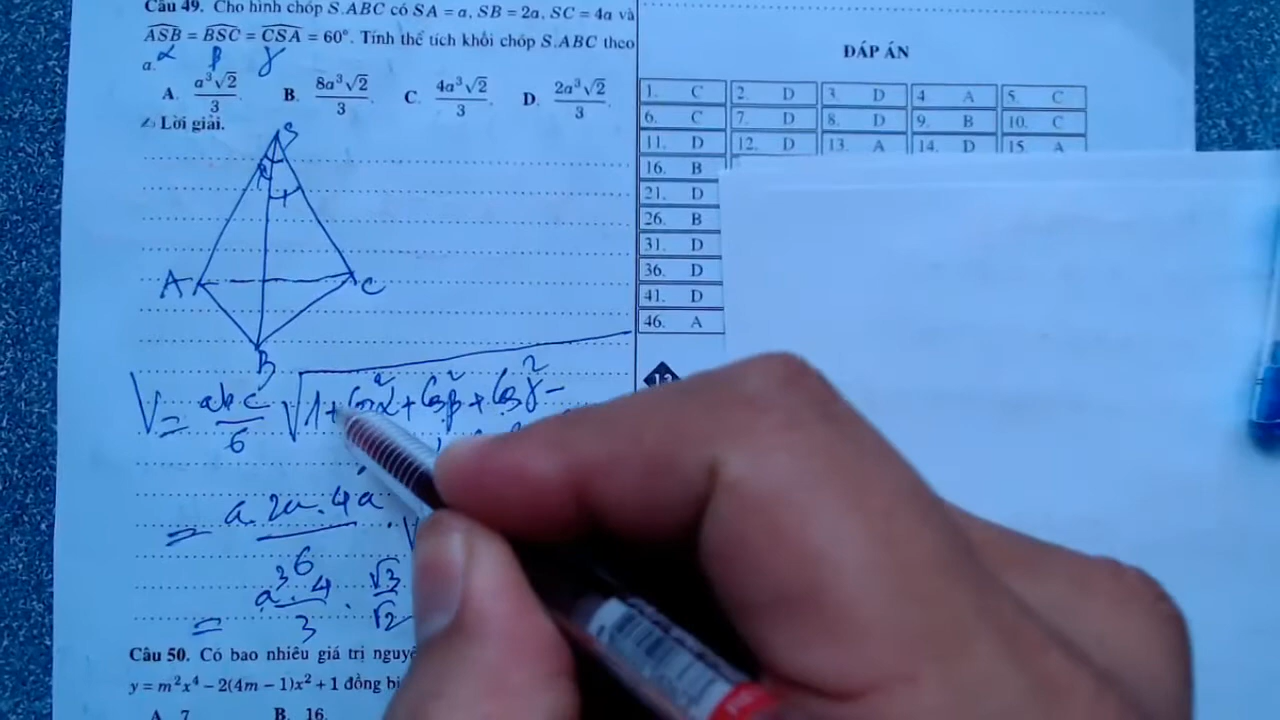 Câu 49. Cho hình chóp S.ABC có SA = a, SB = 2a, SC = 4a và
ASB = BSC = CSA = 60°. Tính thể tích khối chóp S.ABC theo
a.
α β γ
A. a³√2/3. B. 8a³√2/3. C. 4a³√2/3. D. 2a³√2/3.
Lời giải.
S
A C
B
V = abc/6 √1 + cos²α + cos²β + cos²γ −
= a.2a.4a/6 .
= a³.4/3 . √3/√2
Câu 50. Có bao nhiêu giá trị
y = m²x⁴ − 2(4m − 1)x² + 1 đồng
A. 7 B. 16.
ĐÁP ÁN
1. C 2. D 3. D 4. A 5. C
6. C 7. D 8. D 9. B 10. C
11. D 12. D 13. A 14. D 15. A
16. B
21. D
26. B
31. D
36. D
41. D
46. A